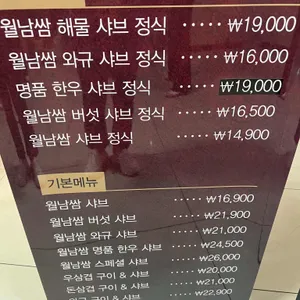 월남쌈 해물 샤브 정식 ····· ₩19,000
월남쌈 와규 샤브 정식 ····· ₩16,000
명품 한우 샤브 정식 ····· ₩19,000
월남쌈 버섯 샤브 정식 ····· ₩16,500
월남쌈 샤브 정식 ····· ₩14,900
기본메뉴
월남쌈 샤브 ····· ₩16,900
월남쌈 버섯 샤브 ····· ₩21,900
월남쌈 와규 샤브 ····· ₩21,900
월남쌈 명품 한우 샤브 ····· ₩24,500
월남쌈 스페셜 샤브 ····· ₩26,000
우삼겹 구이 & 샤브 ····· ₩20,000
돈삼겹 구이 & 샤브 ····· ₩21,000
구이 & 샤브 ····· ₩22,900